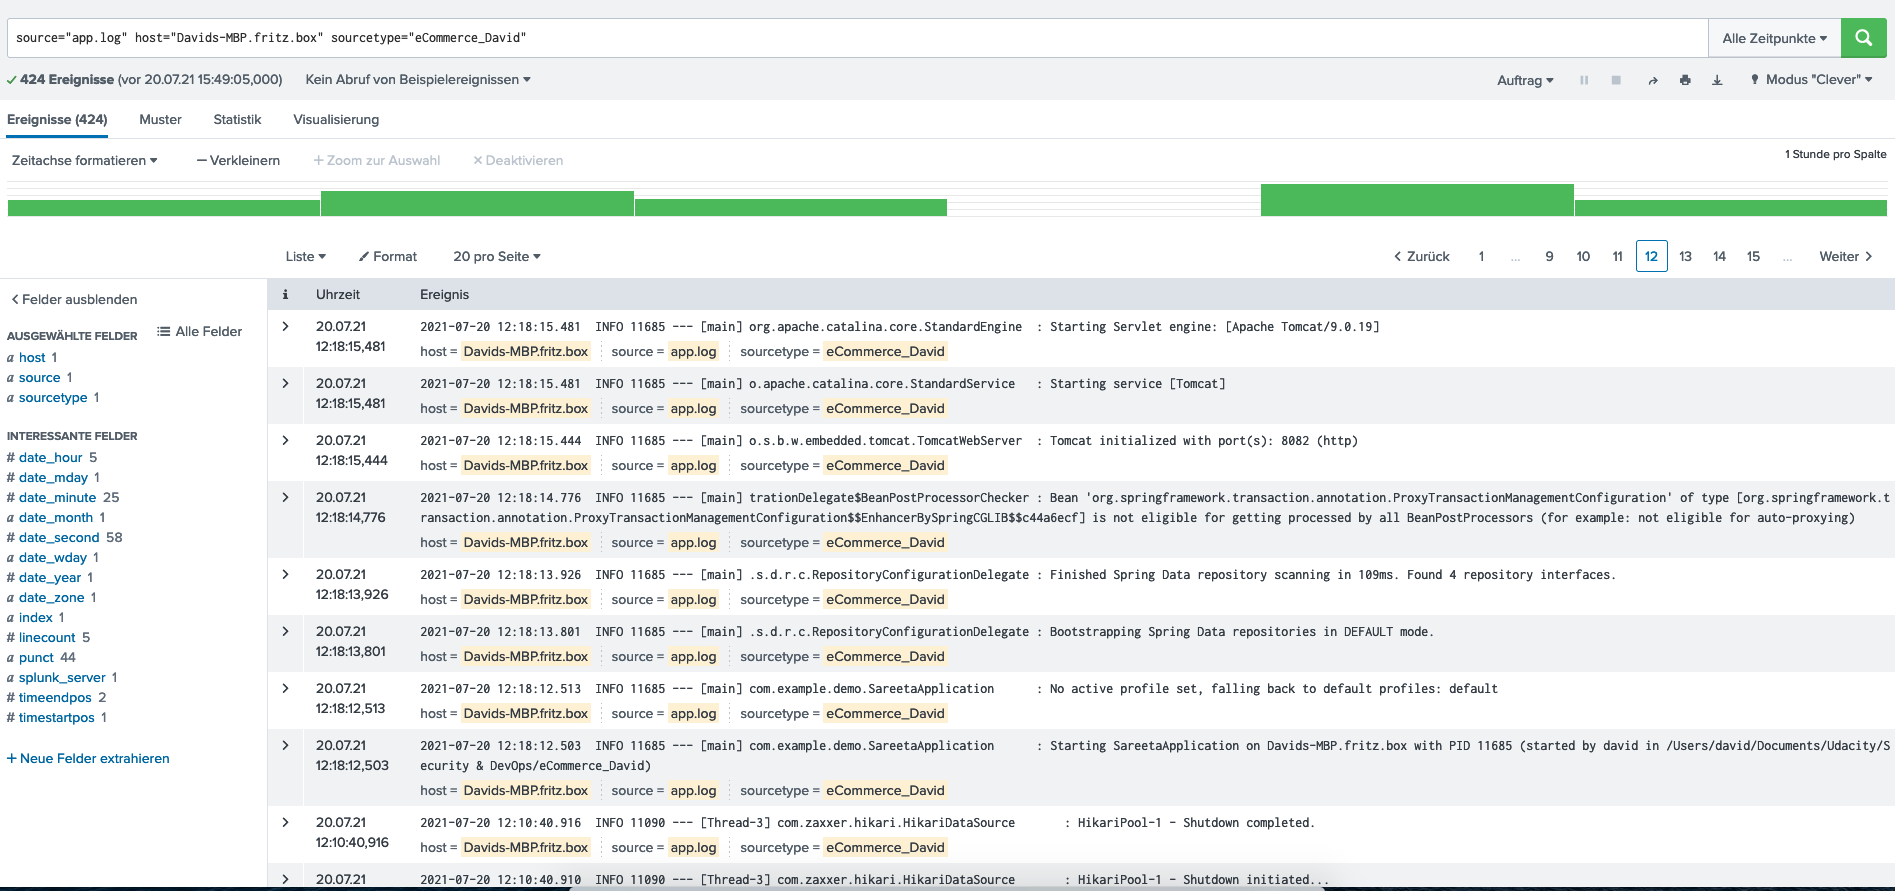 source="app.log" host="Davids-MBP.fritz.box" sourcetype="eCommerce_David"
Alle Zeitpunkte
424 Ereignisse (vor 20.07.21 15:49:05,000)
Kein Abruf von Beispielereignissen
Auftrag
Modus "Clever"
Ereignisse (424)
Muster
Statistik
Visualisierung
Zeitachse formatieren
— Verkleinern
+ Zoom zur Auswahl
× Deaktivieren
1 Stunde pro Spalte
Liste
Format
20 pro Seite
< Zurück 1 ... 9 10 11 12 13 14 15 ... Weiter >
< Felder ausblenden
AUSGEWÄHLTE FELDER
Alle Felder
a host 1
a source 1
a sourcetype 1
INTERESSANTE FELDER
# date_hour 5
# date_mday 1
# date_minute 25
a date_month 1
# date_second 58
a date_wday 1
# date_year 1
a date_zone 1
a index 1
# linecount 5
a punct 44
a splunk_server 1
# timeendpos 2
# timestartpos 1
+ Neue Felder extrahieren
i Uhrzeit Ereignis
> 20.07.21
12:18:15,481
2021-07-20 12:18:15.481 INFO 11685 --- [main] org.apache.catalina.core.StandardEngine : Starting Servlet engine: [Apache Tomcat/9.0.19]
host = Davids-MBP.fritz.box source = app.log sourcetype = eCommerce_David
> 20.07.21
12:18:15,481
2021-07-20 12:18:15.481 INFO 11685 --- [main] o.apache.catalina.core.StandardService : Starting service [Tomcat]
host = Davids-MBP.fritz.box source = app.log sourcetype = eCommerce_David
> 20.07.21
12:18:15,444
2021-07-20 12:18:15.444 INFO 11685 --- [main] o.s.b.w.embedded.tomcat.TomcatWebServer : Tomcat initialized with port(s): 8082 (http)
host = Davids-MBP.fritz.box source = app.log sourcetype = eCommerce_David
> 20.07.21
12:18:14,776
2021-07-20 12:18:14.776 INFO 11685 --- [main] trationDelegate$BeanPostProcessorChecker : Bean 'org.springframework.transaction.annotation.ProxyTransactionManagementConfiguration' of type [org.springframework.t
ransaction.annotation.ProxyTransactionManagementConfiguration$$EnhancerBySpringCGLIB$$c44a6ecf] is not eligible for getting processed by all BeanPostProcessors (for example: not eligible for auto-proxying)
host = Davids-MBP.fritz.box source = app.log sourcetype = eCommerce_David
> 20.07.21
12:18:13,926
2021-07-20 12:18:13.926 INFO 11685 --- [main] .s.d.r.c.RepositoryConfigurationDelegate : Finished Spring Data repository scanning in 109ms. Found 4 repository interfaces.
host = Davids-MBP.fritz.box source = app.log sourcetype = eCommerce_David
> 20.07.21
12:18:13,801
2021-07-20 12:18:13.801 INFO 11685 --- [main] .s.d.r.c.RepositoryConfigurationDelegate : Bootstrapping Spring Data repositories in DEFAULT mode.
host = Davids-MBP.fritz.box source = app.log sourcetype = eCommerce_David
> 20.07.21
12:18:12,513
2021-07-20 12:18:12.513 INFO 11685 --- [main] com.example.demo.SareetaApplication : No active profile set, falling back to default profiles: default
host = Davids-MBP.fritz.box source = app.log sourcetype = eCommerce_David
> 20.07.21
12:18:12,503
2021-07-20 12:18:12.503 INFO 11685 --- [main] com.example.demo.SareetaApplication : Starting SareetaApplication on Davids-MBP.fritz.box with PID 11685 (started by david in /Users/david/Documents/Udacity/S
ecurity & DevOps/eCommerce_David)
host = Davids-MBP.fritz.box source = app.log sourcetype = eCommerce_David
> 20.07.21
12:10:40,916
2021-07-20 12:10:40.916 INFO 11090 --- [Thread-3] com.zaxxer.hikari.HikariDataSource : HikariPool-1 - Shutdown completed.
host = Davids-MBP.fritz.box source = app.log sourcetype = eCommerce_David
> 20.07.21
2021-07-20 12:10:40.910 INFO 11090 --- [Thread-3] com.zaxxer.hikari.HikariDataSource : HikariPool-1 - Shutdown initiated...